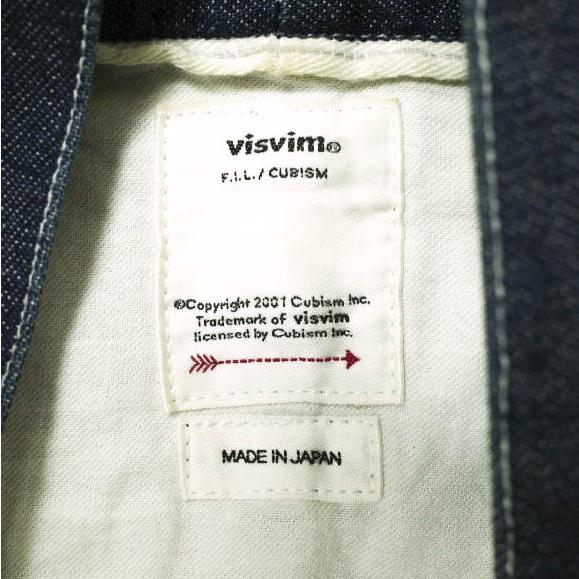 visvim®
F.I.L. / CUBISM
©Copyright 2001 Cubism Inc.
Trademark of visvim
licensed by Cubism Inc.
MADE IN JAPAN